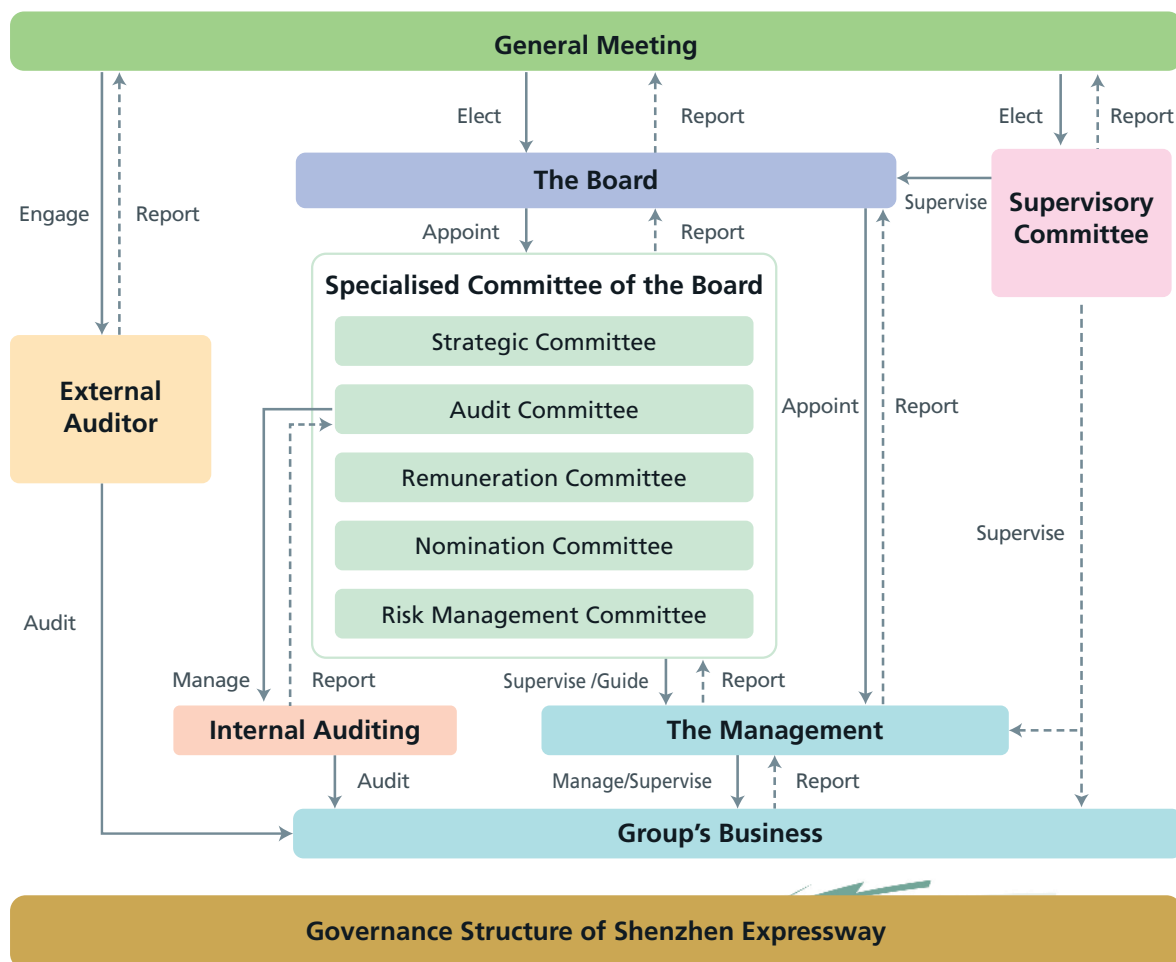 General Meeting
Elect
Report
Elect
Report
The Board
Supervise
Supervisory
Committee
Engage
Report
Appoint
Report
Specialised Committee of the Board
Strategic Committee
External
Auditor
Audit Committee
Appoint
Report
Remuneration Committee
Nomination Committee
Supervise
Risk Management Committee
Audit
Manage
Report
Supervise /Guide
Report
Internal Auditing
The Management
Audit
Manage/Supervise
Report
Group's Business
Governance Structure of Shenzhen Expressway